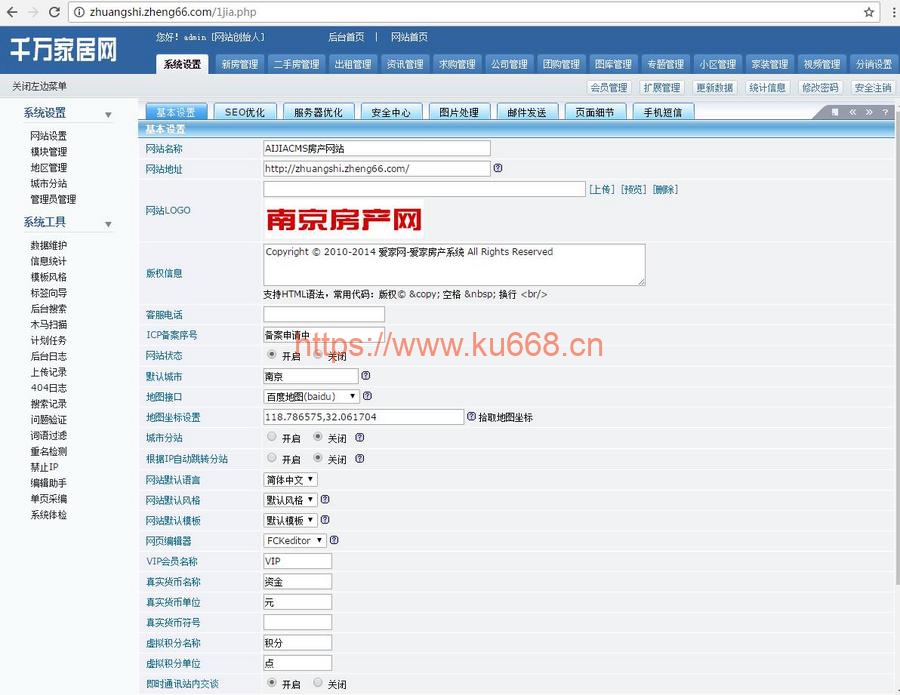 zhuangshi.zheng66.com/1jia.php
千万家居网
您好！admin [网站创始人]
后台首页 | 网站首页
系统设置 新房管理 二手房管理 出租管理 资讯管理 求购管理 公司管理 团购管理 图库管理 专题管理 小区管理 家装管理 视频管理 分销设置
关闭左边菜单
会员管理 扩展管理 更新数据 统计信息 修改密码 安全注销
系统设置
网站设置
模块管理
地区管理
城市分站
管理员管理
系统工具
数据维护
信息统计
模板风格
标签向导
后台搜索
木马扫描
计划任务
后台日志
上传记录
404日志
搜索记录
问题验证
词语过滤
重名检测
禁止IP
编辑助手
单页采编
系统体检
基本设置 SEO优化 服务器优化 安全中心 图片处理 邮件发送 页面细节 手机短信
基本设置
网站名称 AIJIACMS房产网站
网站地址 http://zhuangshi.zheng66.com/
[上传] [预览] [删除]
网站LOGO
南京房产网
版权信息
Copyright © 2010-2014 爱家网-爱家房产系统 All Rights Reserved
支持HTML语法，常用代码：版权© &copy; 空格 &nbsp; 换行 <br/>
客服电话
ICP备案序号 备案申请中
https://www.ku668.cn
网站状态 开启 关闭
默认城市 南京
地图接口 百度地图(baidu)
地图坐标设置 118.786575,32.061704 拾取地图坐标
城市分站 开启 关闭
根据IP自动跳转分站 开启 关闭
网站默认语言 简体中文
网站默认风格 默认风格
网站默认模板 默认模板
网页编辑器 FCKeditor
VIP会员名称 VIP
真实货币名称 资金
真实货币单位 元
真实货币符号
虚拟积分名称 积分
虚拟积分单位 点
即时通讯站内交谈 开启 关闭